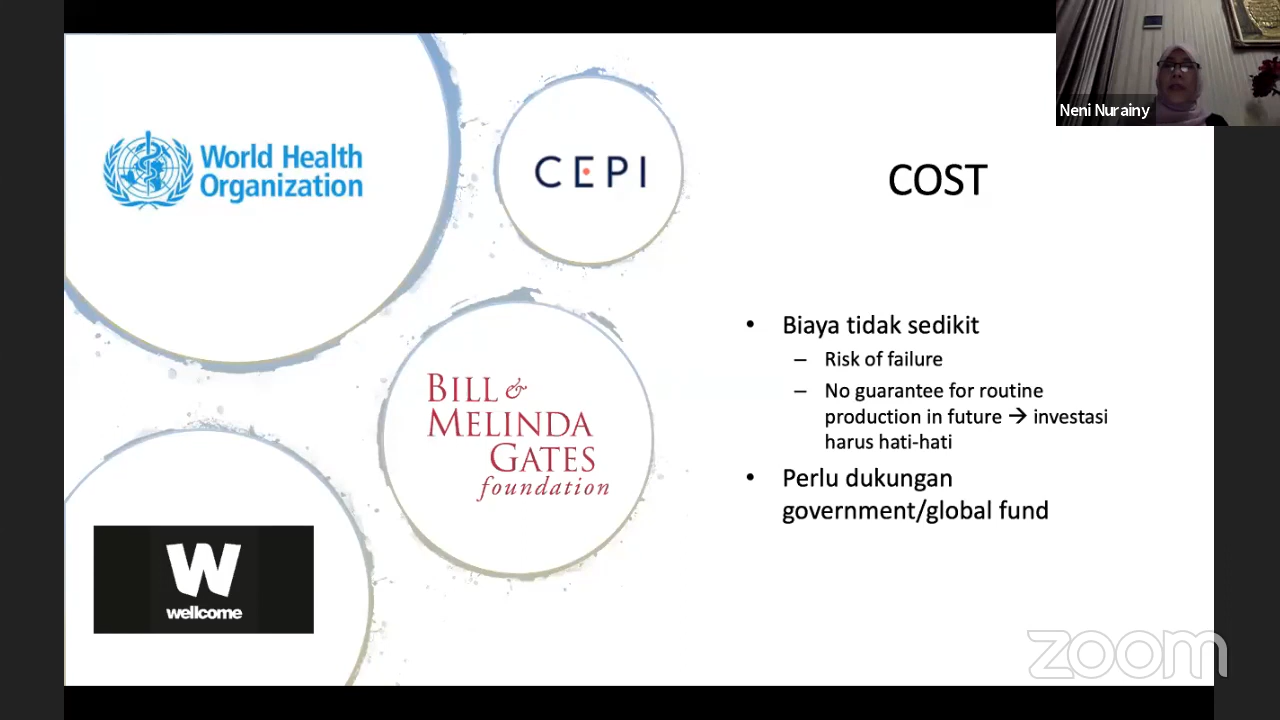 Neni Nurainy
World Health
Organization
CEPI
COST
BILL &
MELINDA
GATES
foundation
W
wellcome
• Biaya tidak sedikit
– Risk of failure
– No guarantee for routine
production in future → investasi
harus hati-hati
• Perlu dukungan
government/global fund
zoom